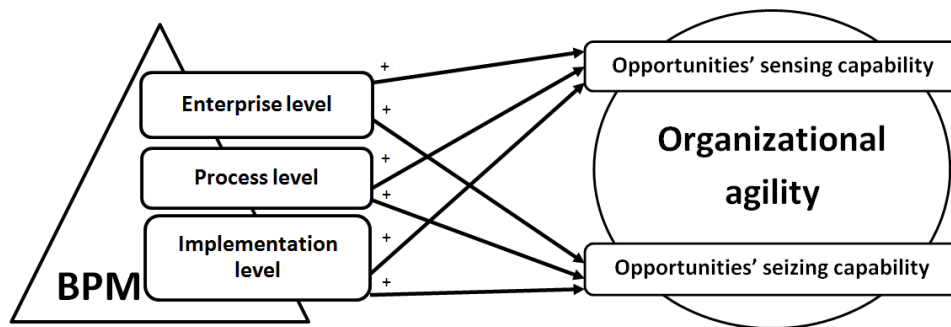 +
Opportunities' sensing capability
Enterprise level
+
Organizational
agility
+
Process level
+
Implementation
level
+
Opportunities' seizing capability
+
BPM